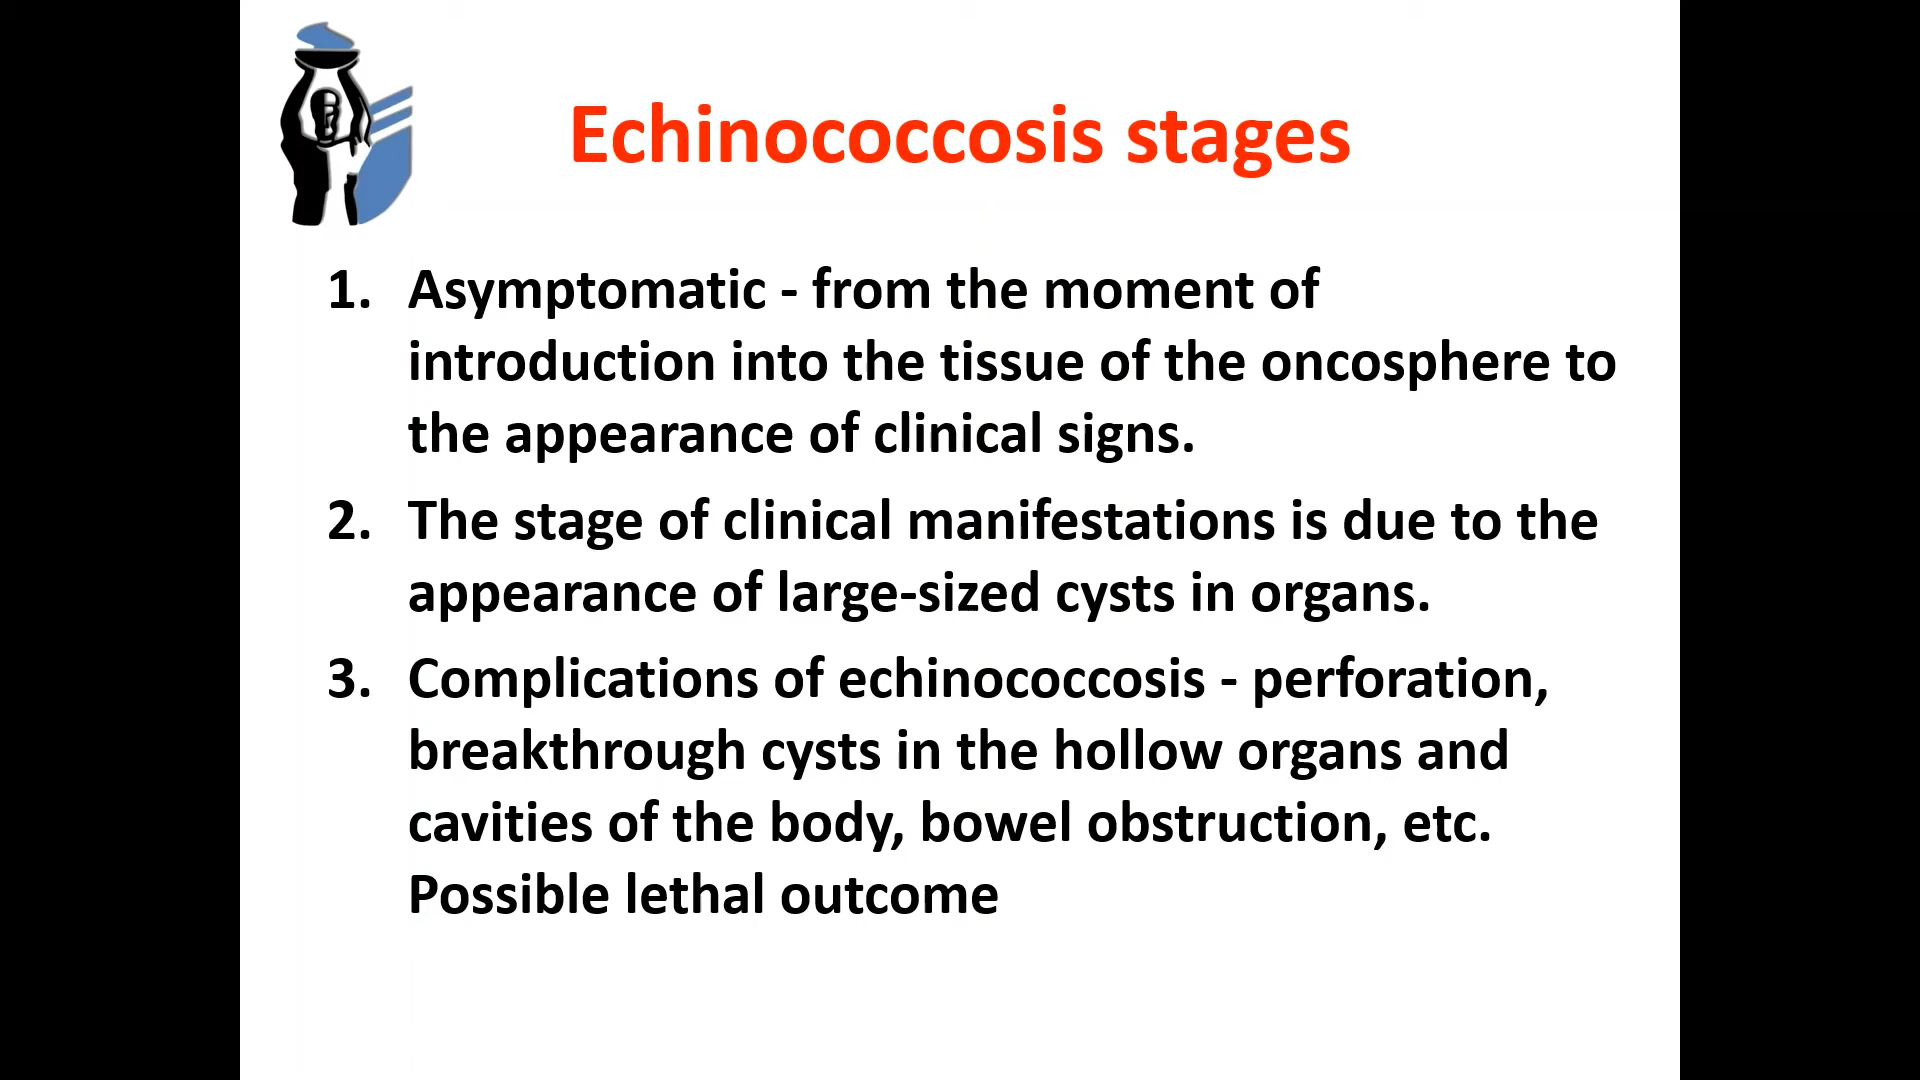 Echinococcosis stages
1. Asymptomatic - from the moment of
introduction into the tissue of the oncosphere to
the appearance of clinical signs.
2. The stage of clinical manifestations is due to the
appearance of large-sized cysts in organs.
3. Complications of echinococcosis - perforation,
breakthrough cysts in the hollow organs and
cavities of the body, bowel obstruction, etc.
Possible lethal outcome